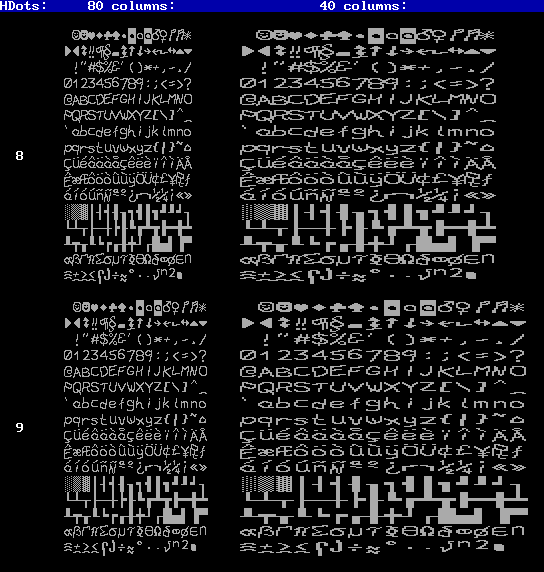 HDots: 80 columns: 40 columns:
!"#$%&'()*+,-./ !"#$%&'()*+,-./
0123456789:;<=>? 0123456789:;<=>?
@ABCDEFGHIJKLMNO @ABCDEFGHIJKLMNO
PQRSTUVWXYZ[\]^_ PQRSTUVWXYZ[\]^_
`abcdefghijklmno `abcdefghijklmno
8
pqrstuvwxyz{|}~⌂ pqrstuvwxyz{|}~⌂
ÇüéâäàåçêëèïîìÄÅ ÇüéâäàåçêëèïîìÄÅ
ÉæÆôöòûùÿÖÜ¢£¥₧ƒ ÉæÆôöòûùÿÖÜ¢£¥₧ƒ
áíóúñÑªº¿⌐¬½¼¡«» áíóúñÑªº¿⌐¬½¼¡«»
αßΓπΣσµτΦΘΩδ∞φε∩ αßΓπΣσµτΦΘΩδ∞φε∩
≡±≥≤⌠⌡÷≈°∙·√ⁿ²■ ≡±≥≤⌠⌡÷≈°∙·√ⁿ²■
!"#$%&'()*+,-./ !"#$%&'()*+,-./
0123456789:;<=>? 0123456789:;<=>?
@ABCDEFGHIJKLMNO @ABCDEFGHIJKLMNO
PQRSTUVWXYZ[\]^_ PQRSTUVWXYZ[\]^_
`abcdefghijklmno `abcdefghijklmno
pqrstuvwxyz{|}~⌂ pqrstuvwxyz{|}~⌂
9
ÇüéâäàåçêëèïîìÄÅ ÇüéâäàåçêëèïîìÄÅ
ÉæÆôöòûùÿÖÜ¢£¥₧ƒ ÉæÆôöòûùÿÖÜ¢£¥₧ƒ
áíóúñÑªº¿⌐¬½¼¡«» áíóúñÑªº¿⌐¬½¼¡«»
αßΓπΣσµτΦΘΩδ∞φε∩ αßΓπΣσµτΦΘΩδ∞φε∩
≡±≥≤⌠⌡÷≈°∙·√ⁿ²■ ≡±≥≤⌠⌡÷≈°∙·√ⁿ²■